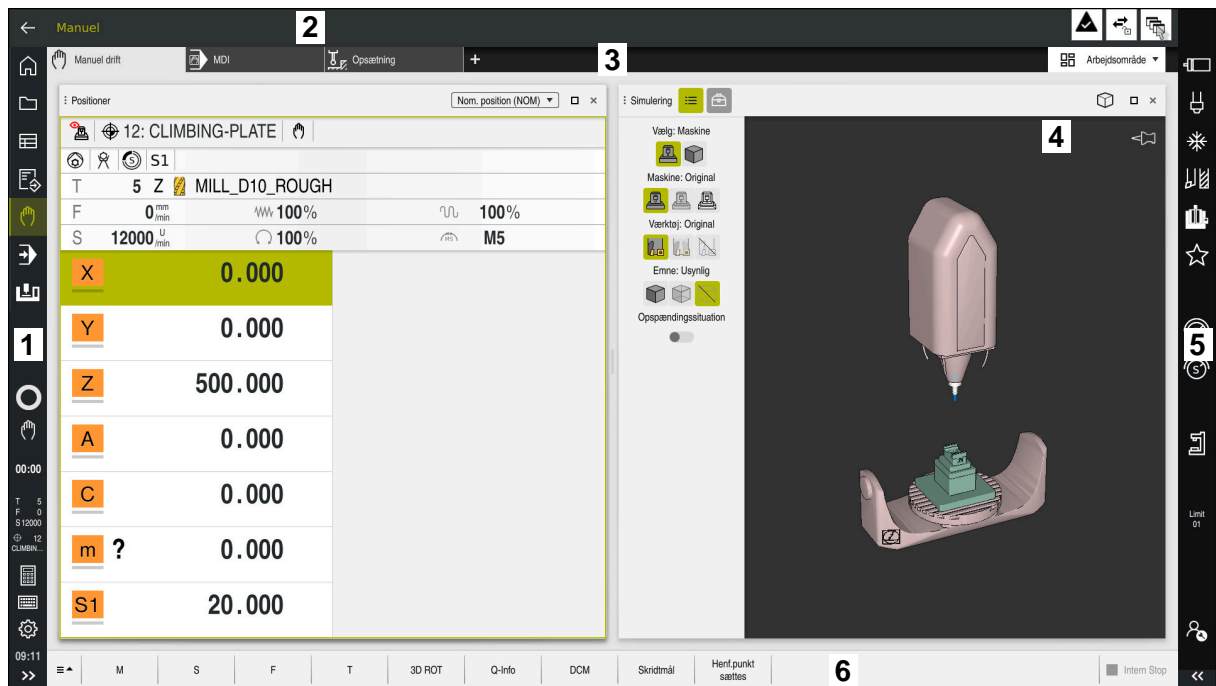 Manuel
2
Manuel drift
MDI
Opsætning
+
3
Arbejdsområde
Positioner
Nom. position (NOM)
Simulering
4
12: CLIMBING-PLATE
S1
T 5 Z MILL_D10_ROUGH
F 0 mm/min 100% 100%
S 12000 U/min 100% M5
X 0.000
Y 0.000
Z 500.000
A 0.000
C 0.000
m ? 0.000
S1 20.000
Vælg: Maskine
Maskine: Original
Værktøj: Original
Emne: Usynlig
Opspændingssituation
1
00:00
T 5
F 0
S 12000
12
CLIMBIN...
09:11
5
Limit
01
M
S
F
T
3D ROT
Q-Info
DCM
Skridtmål
Henf.punkt
sættes
6
Intern Stop